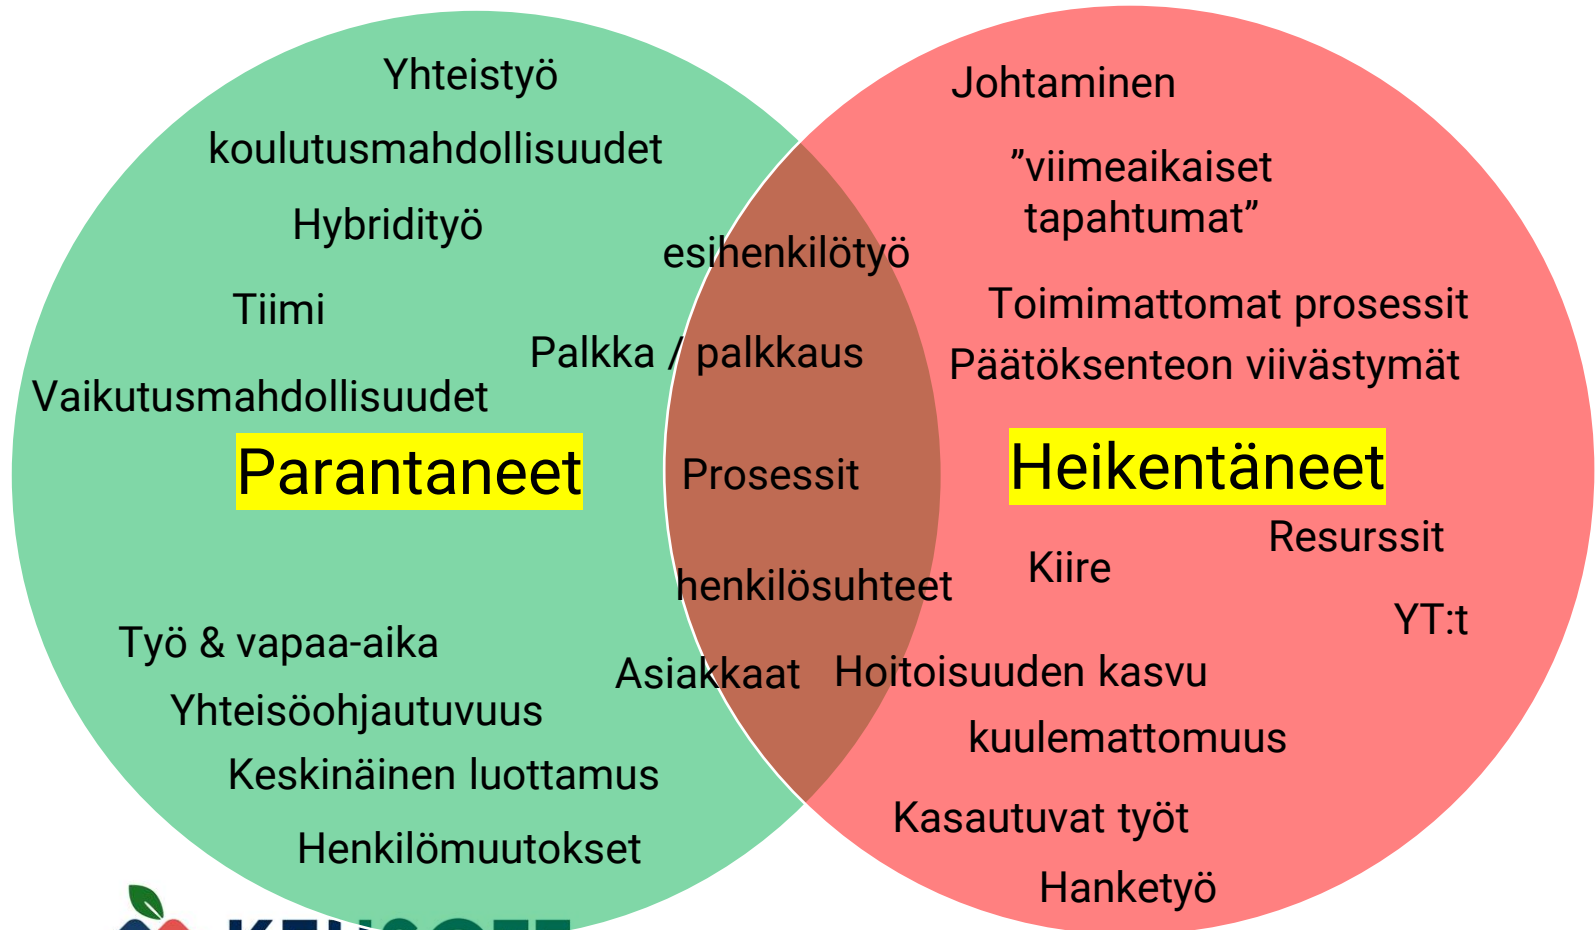 Yhteistyö
koulutusmahdollisuudet
Hybridityö
Tiimi
Vaikutusmahdollisuudet
Parantaneet
Työ & vapaa-aika
Yhteisöohjautuvuus
Keskinäinen luottamus
Henkilömuutokset
esihenkilötyö
Palkka / palkkaus
Prosessit
henkilösuhteet
Asiakkaat
Johtaminen
”viimeaikaiset
tapahtumat”
Toimimattomat prosessit
Päätöksenteon viivästymät
Heikentäneet
Resurssit
Kiire
YT:t
Hoitoisuuden kasvu
kuulemattomuus
Kasautuvat työt
Hanketyö